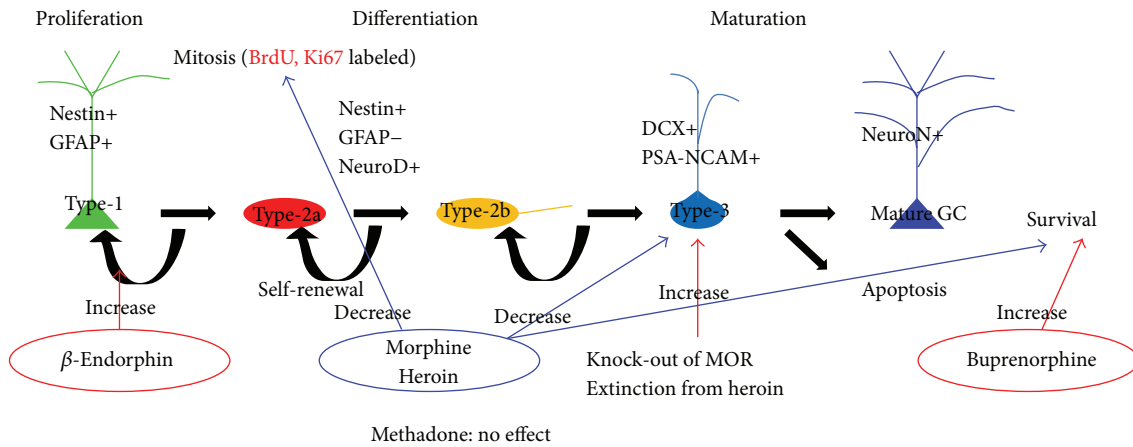 Proliferation
Differentiation
Maturation
Mitosis (BrdU, Ki67 labeled)
Nestin+
GFAP+
Nestin+
GFAP−
NeuroD+
DCX+
PSA-NCAM+
NeuroN+
Type-1
Type-2a
Type-2b
Type-3
Mature GC
Survival
Self-renewal
Apoptosis
Increase
Decrease
Decrease
Increase
Increase
β-Endorphin
Morphine
Heroin
Knock-out of MOR
Extinction from heroin
Buprenorphine
Methadone: no effect